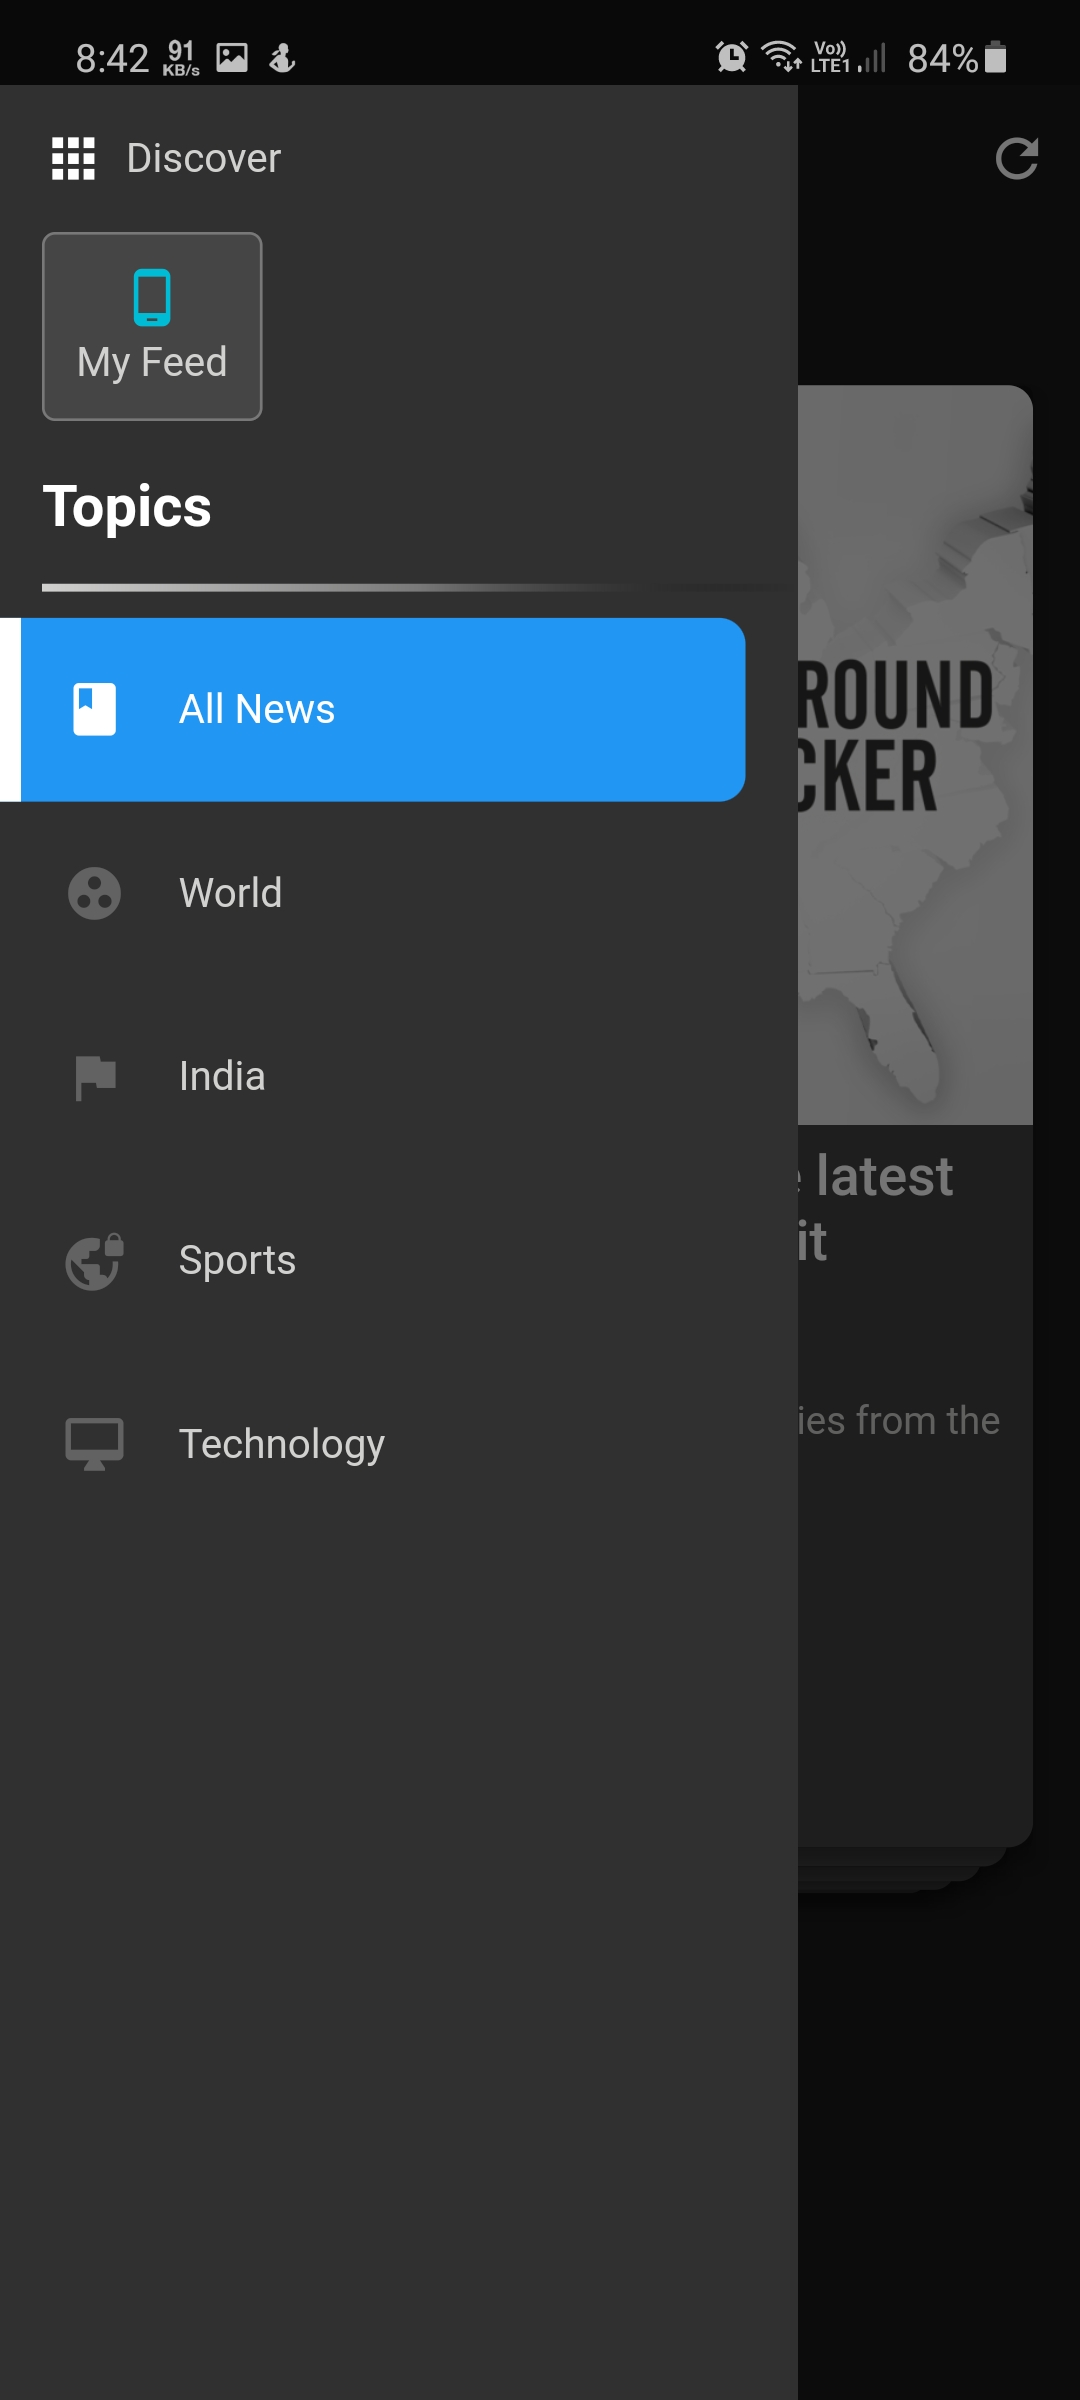 8:42 91 KB/s Vo)) LTE1 84%
Discover
My Feed
Topics
All News
World
India
Sports
Technology
ROUND
CKER
e latest
it
ies from the